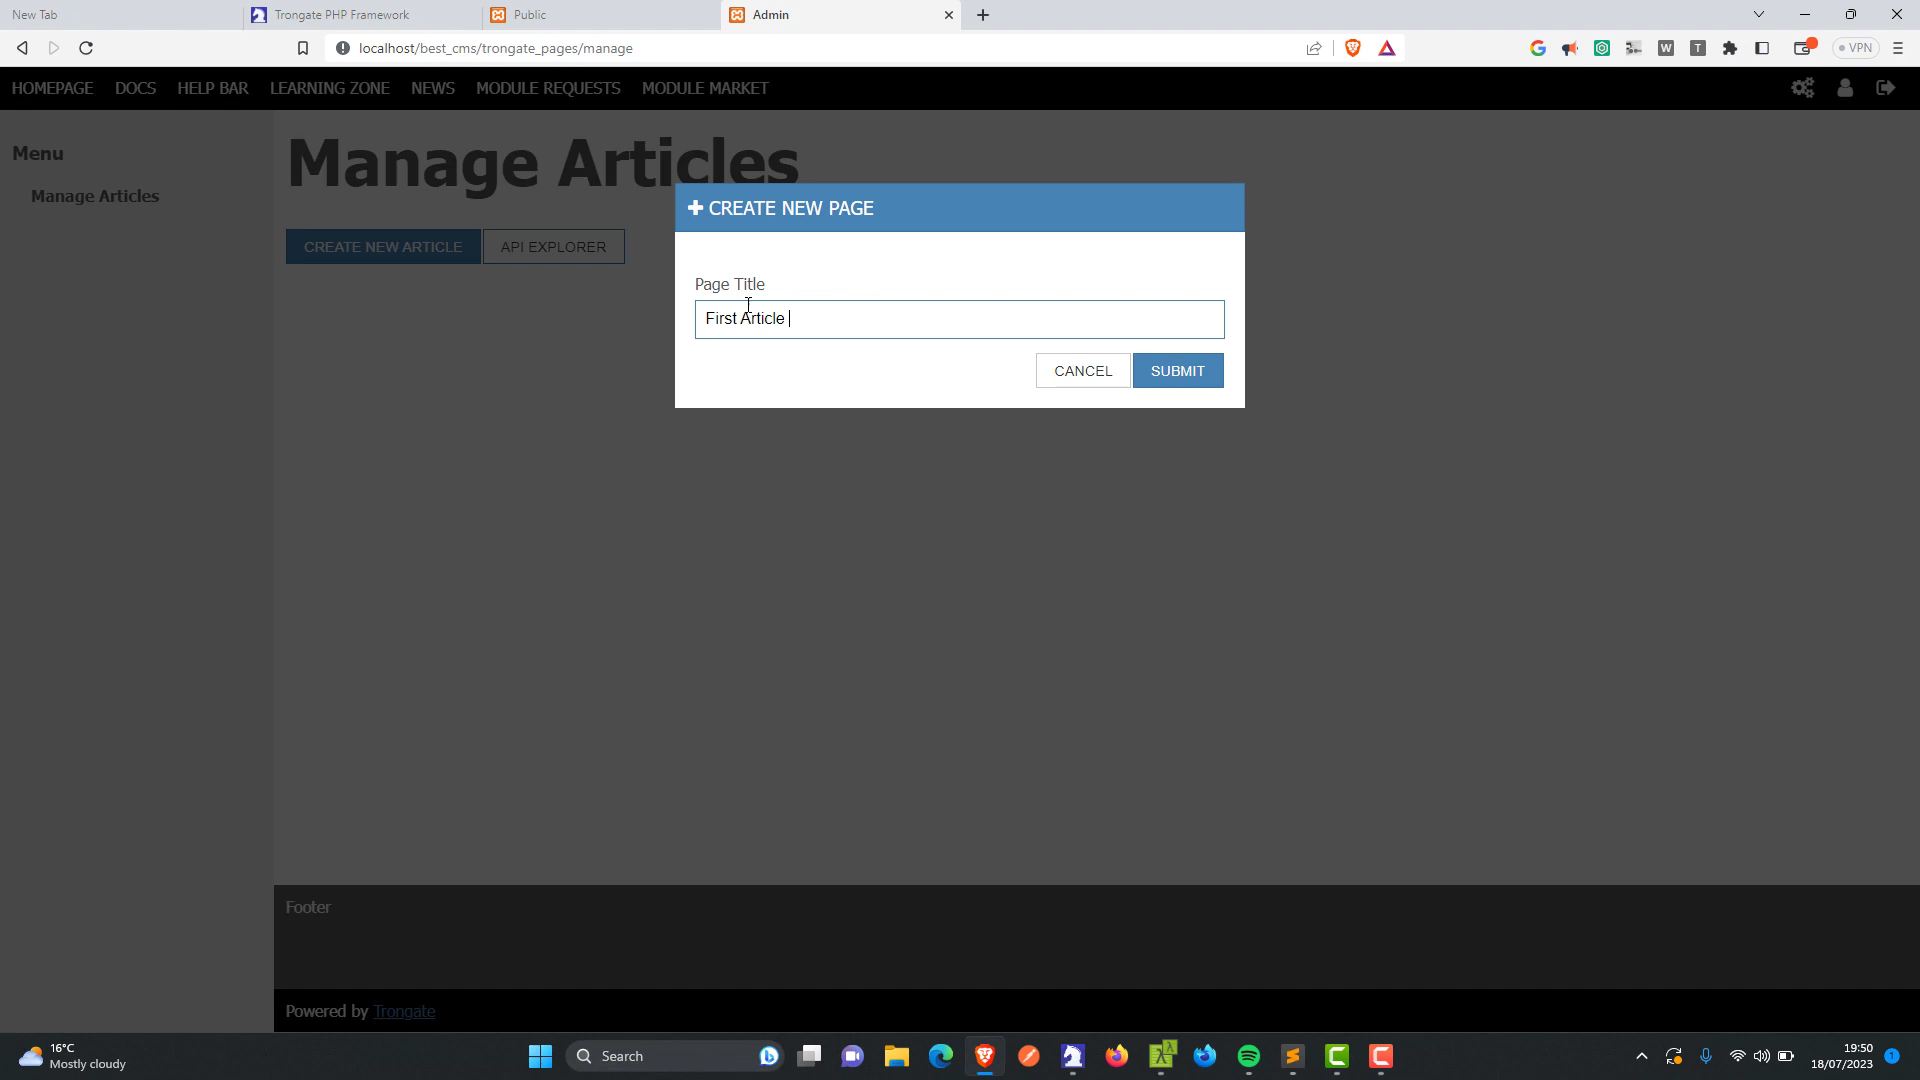 New Tab
Trongate PHP Framework
Public
Admin
localhost/best_cms/trongate_pages/manage
VPN
HOMEPAGE DOCS HELP BAR LEARNING ZONE NEWS MODULE REQUESTS MODULE MARKET
Menu
Manage Articles
Manage Articles
CREATE NEW ARTICLE
API EXPLORER
CREATE NEW PAGE
Page Title
First Article
CANCEL
SUBMIT
Footer
Powered by Trongate
16°C
Mostly cloudy
Search
19:50
18/07/2023
1